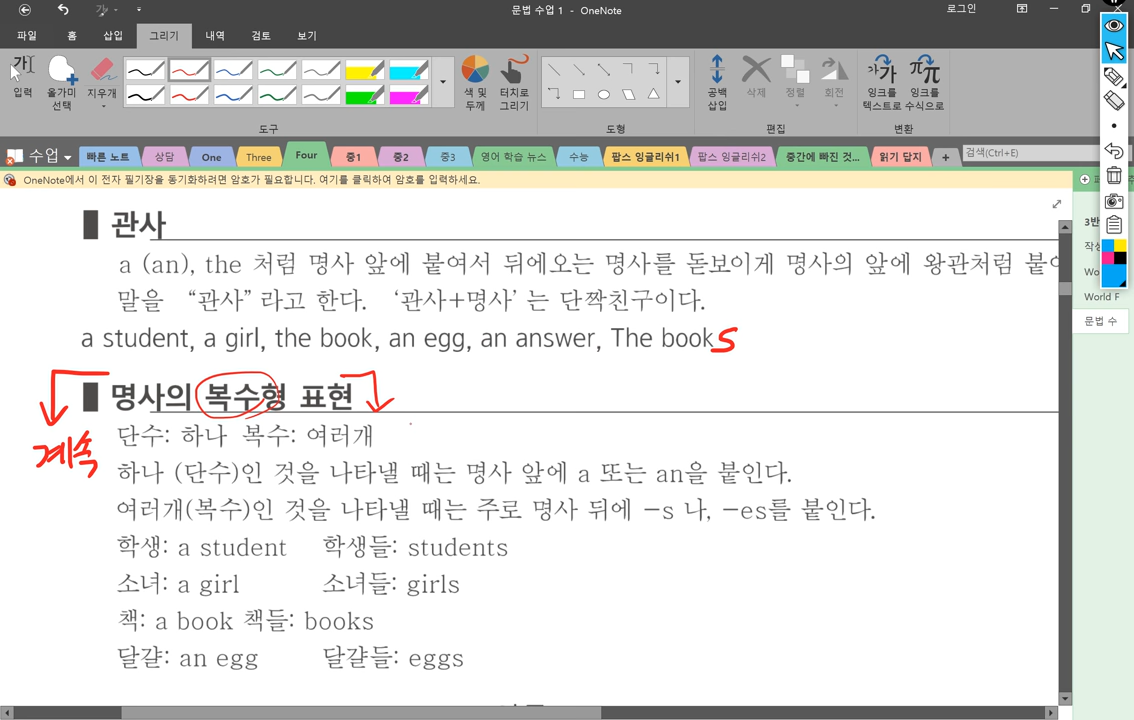 문법 수업 1 - OneNote
로그인
파일 홈 삽입 그리기 내역 검토 보기
입력
올가미 선택
지우개
색 및 두께
터치로 그리기
공백 삽입
삭제
정렬
회전
잉크를 텍스트로
잉크를 수식으로
도구
도형
편집
변환
수업
빠른 노트 상담 One Three Four 중1 중2 중3 영어 학습 뉴스 수능 팝스 잉글리쉬1 팝스 잉글리쉬2 중간에 빠진 것... 읽기 답지
검색(Ctrl+E)
OneNote에서 이 전자 필기장을 동기화하려면 암호가 필요합니다. 여기를 클릭하여 암호를 입력하세요.
관사
a (an), the 처럼 명사 앞에 붙여서 뒤에오는 명사를 돋보이게 명사의 앞에 왕관처럼 붙이
말을 “관사” 라고 한다. ‘관사+명사’ 는 단짝친구이다.
a student, a girl, the book, an egg, an answer, The books
명사의 복수형 표현
계속
단수: 하나 복수: 여러개
하나 (단수)인 것을 나타낼 때는 명사 앞에 a 또는 an을 붙인다.
여러개(복수)인 것을 나타낼 때는 주로 명사 뒤에 –s 나, –es를 붙인다.
학생: a student 학생들: students
소녀: a girl 소녀들: girls
책: a book 책들: books
달걀: an egg 달걀들: eggs
3반
작성
Wo
World F
문법 수